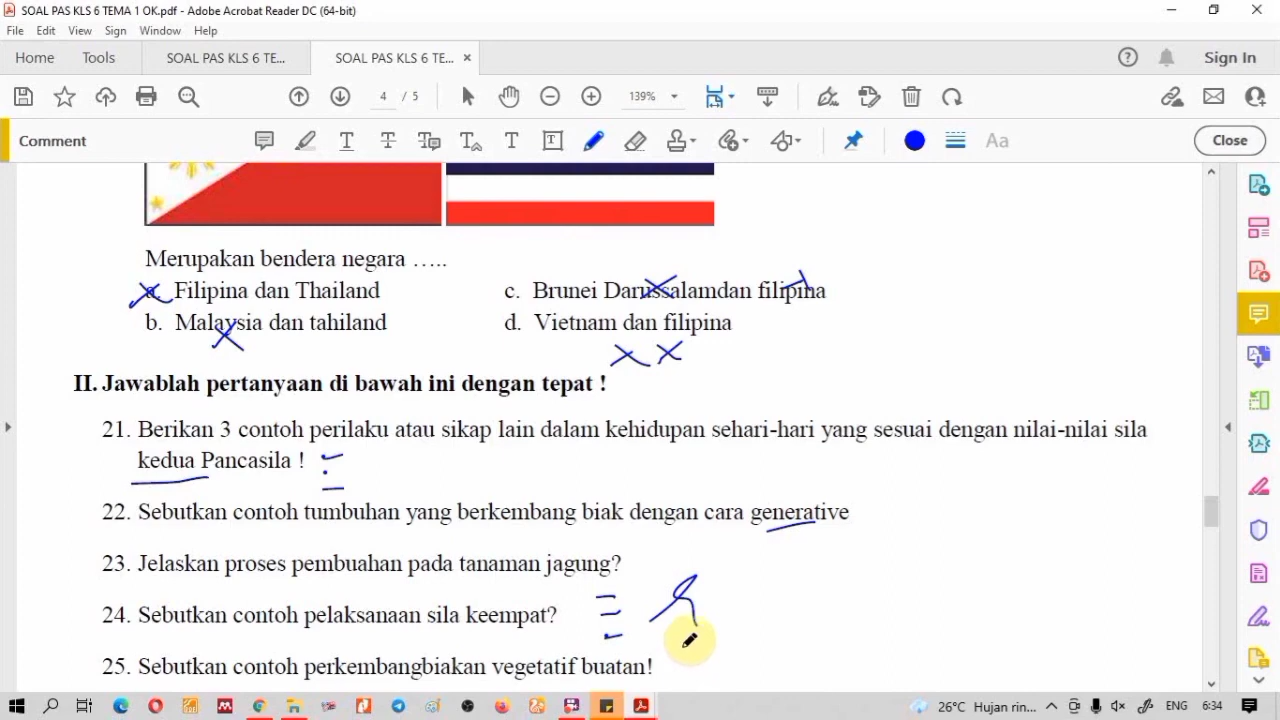 SOAL PAS KLS 6 TEMA 1 OK.pdf - Adobe Acrobat Reader DC (64-bit)
File Edit View Sign Window Help
Home Tools SOAL PAS KLS 6 TE... SOAL PAS KLS 6 TE... ×
Sign In
4 / 5 139%
Comment Aa Close
Merupakan bendera negara …..
a. Filipina dan Thailand c. Brunei Darussalamdan filipina
b. Malaysia dan tahiland d. Vietnam dan filipina
II. Jawablah pertanyaan di bawah ini dengan tepat !
21. Berikan 3 contoh perilaku atau sikap lain dalam kehidupan sehari-hari yang sesuai dengan nilai-nilai sila
kedua Pancasila !
22. Sebutkan contoh tumbuhan yang berkembang biak dengan cara generative
23. Jelaskan proses pembuahan pada tanaman jagung?
24. Sebutkan contoh pelaksanaan sila keempat?
25. Sebutkan contoh perkembangbiakan vegetatif buatan!
26°C Hujan rin... ENG 6:34